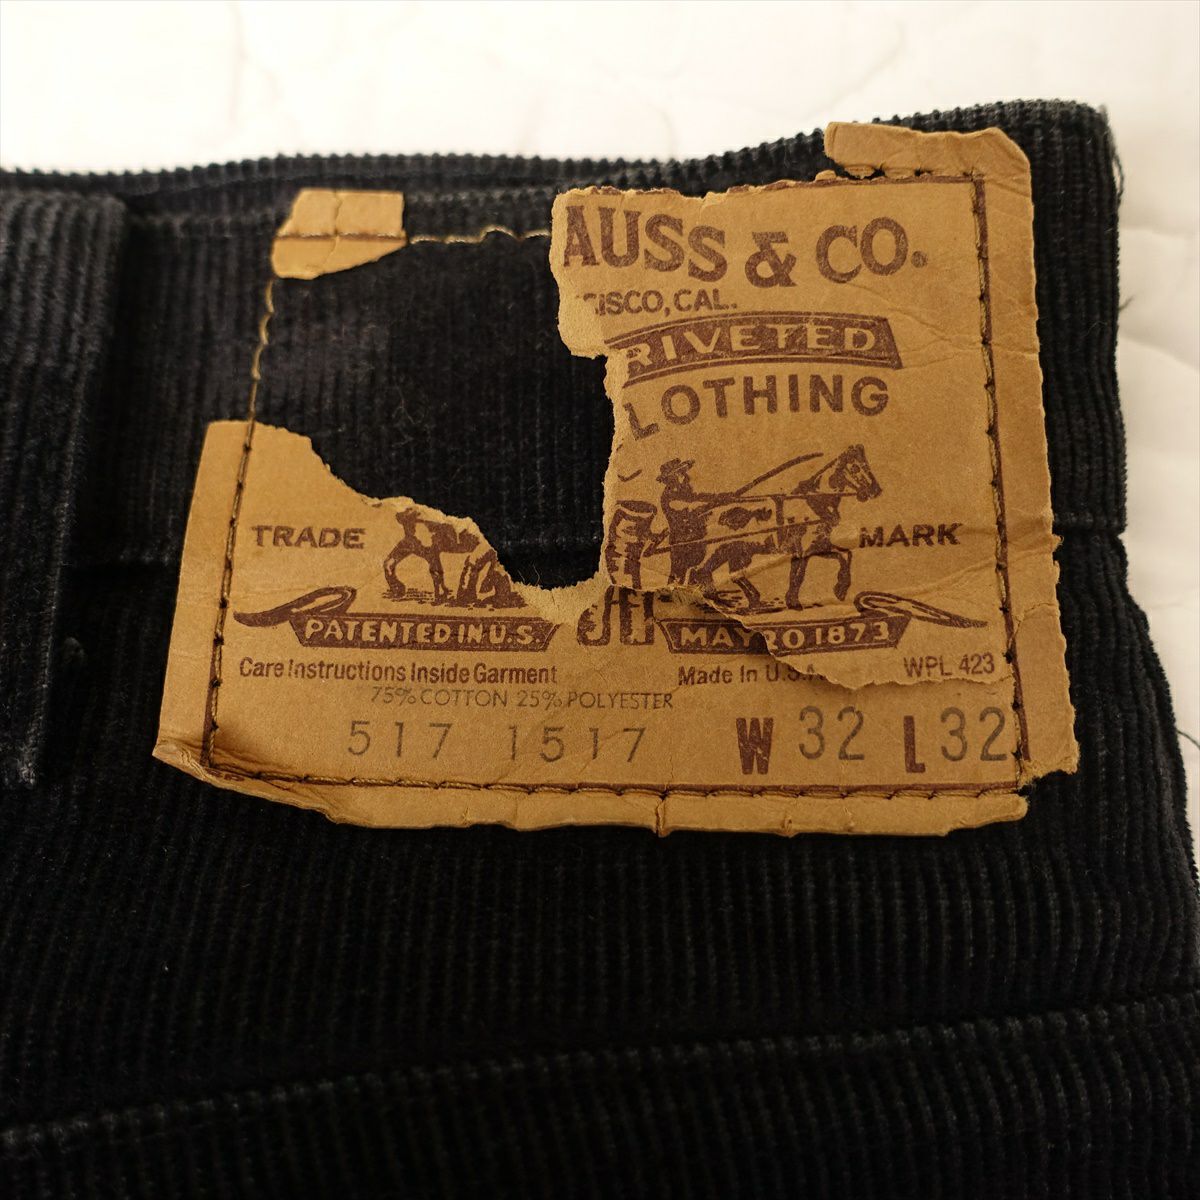 AUSS & CO.
CISCO, CAL.
RIVETED
LOTHING
TRADE MARK
PATENTED IN U.S. MAY 20 1873
Care Instructions Inside Garment Made In U.S.A. WPL 423
75% COTTON 25% POLYESTER
517 1517 W 32 L 32